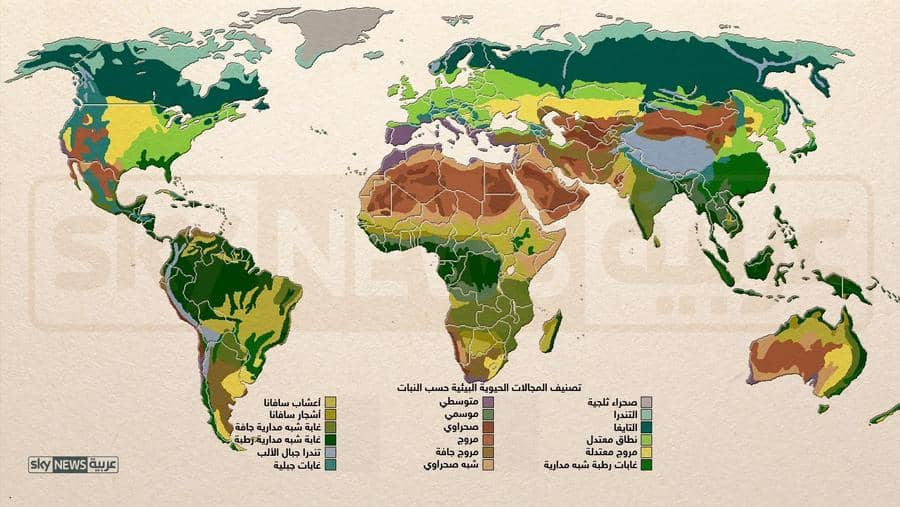 تصنيف المجالات الحيوية البيئية حسب النبات
صحراء ثلجية
التندرا
التايغا
نطاق معتدل
مروج معتدلة
غابات رطبة شبه مدارية
متوسطي
موسمي
صحراوي
مروج
مروج جافة
شبه صحراوي
أعشاب سافانا
أشجار سافانا
غابة شبه مدارية جافة
غابة شبه مدارية رطبة
تندرا جبال الألب
غابات جبلية
sky NEWS عربية